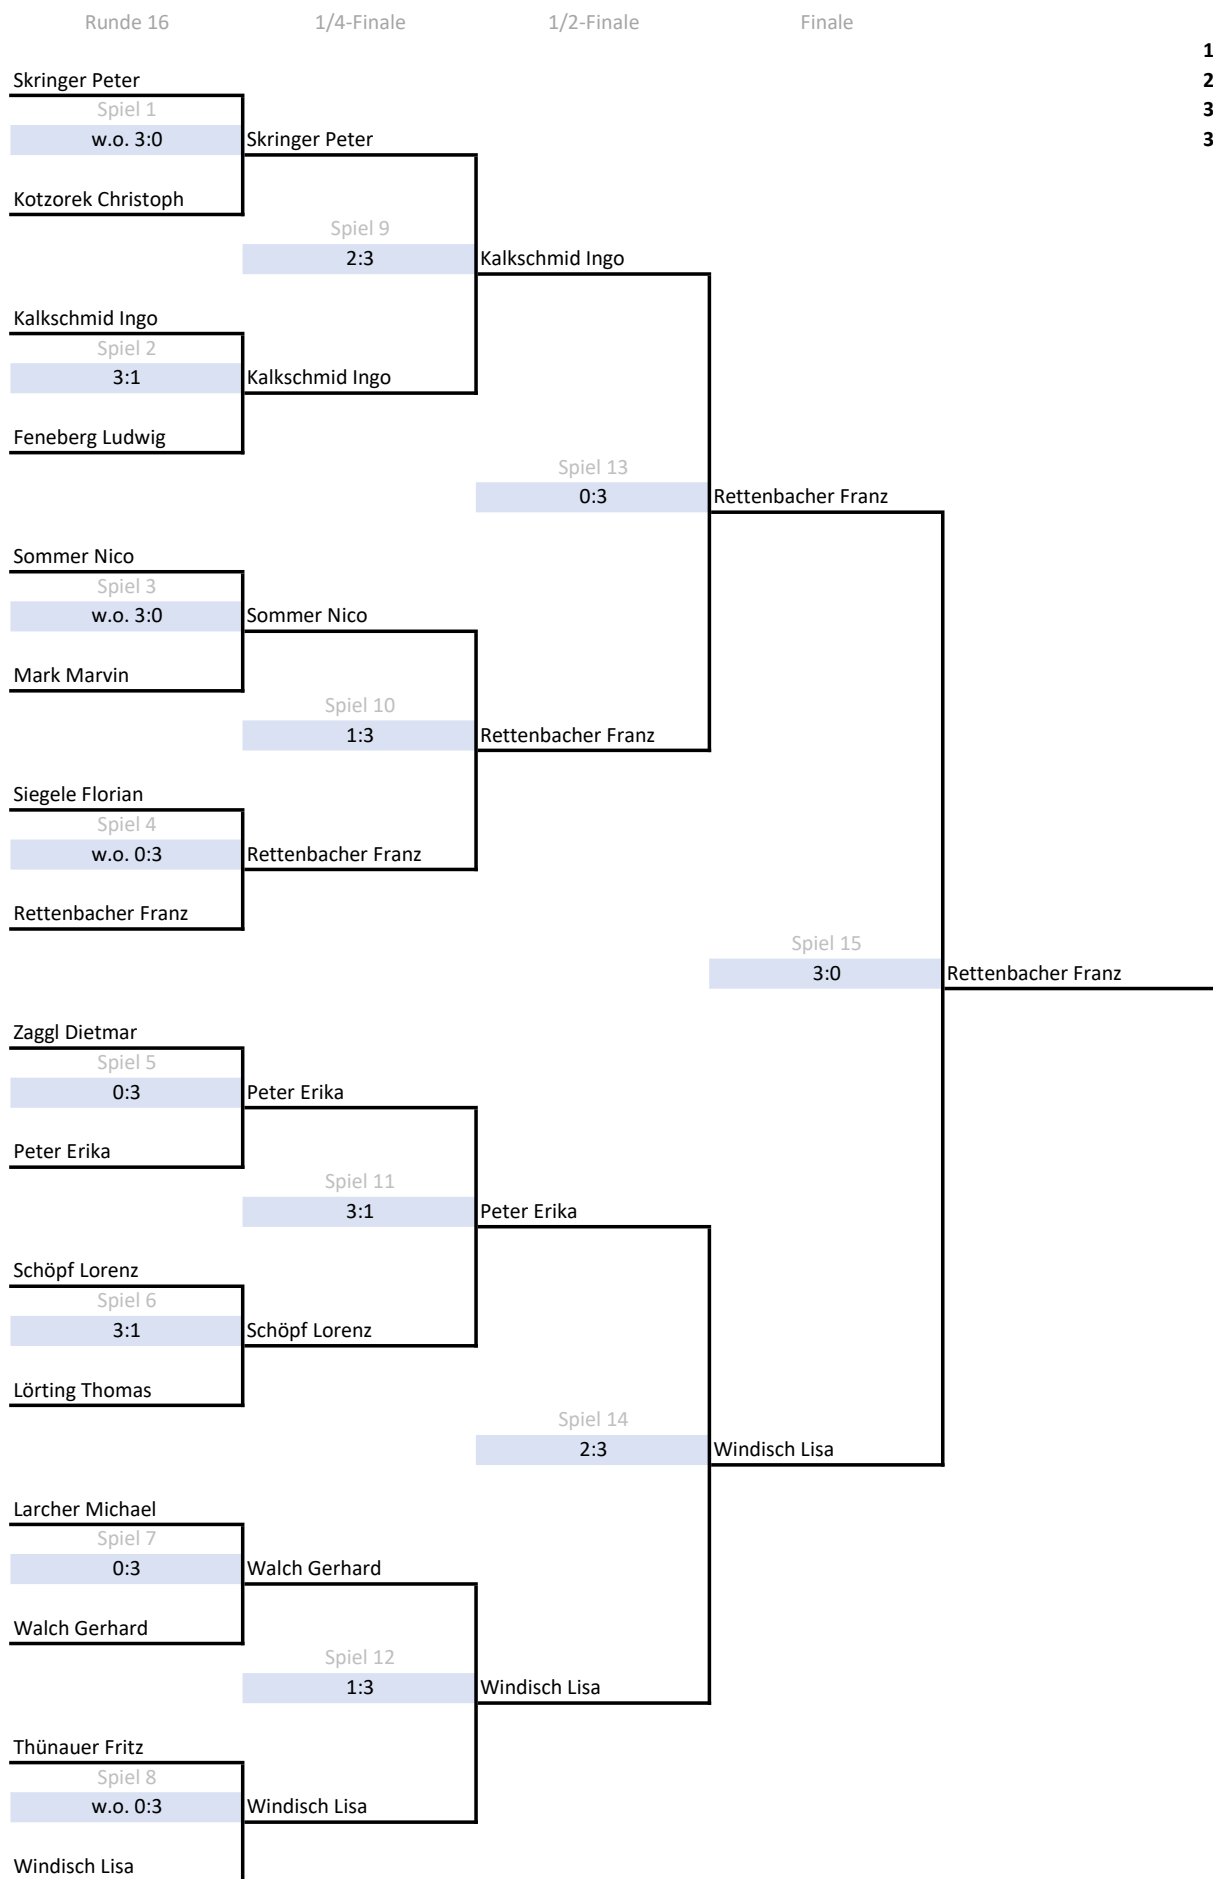 Runde 16 1/4-Finale 1/2-Finale Finale
1
Skringer Peter 2
Spiel 1 3
w.o. 3:0 Skringer Peter 3
Kotzorek Christoph
Spiel 9
2:3 Kalkschmid Ingo
Kalkschmid Ingo
Spiel 2
3:1 Kalkschmid Ingo
Feneberg Ludwig
Spiel 13
0:3 Rettenbacher Franz
Sommer Nico
Spiel 3
w.o. 3:0 Sommer Nico
Mark Marvin
Spiel 10
1:3 Rettenbacher Franz
Siegele Florian
Spiel 4
w.o. 0:3 Rettenbacher Franz
Rettenbacher Franz
Spiel 15
3:0 Rettenbacher Franz
Zaggl Dietmar
Spiel 5
0:3 Peter Erika
Peter Erika
Spiel 11
3:1 Peter Erika
Schöpf Lorenz
Spiel 6
3:1 Schöpf Lorenz
Lörting Thomas
Spiel 14
2:3 Windisch Lisa
Larcher Michael
Spiel 7
0:3 Walch Gerhard
Walch Gerhard
Spiel 12
1:3 Windisch Lisa
Thünauer Fritz
Spiel 8
w.o. 0:3 Windisch Lisa
Windisch Lisa